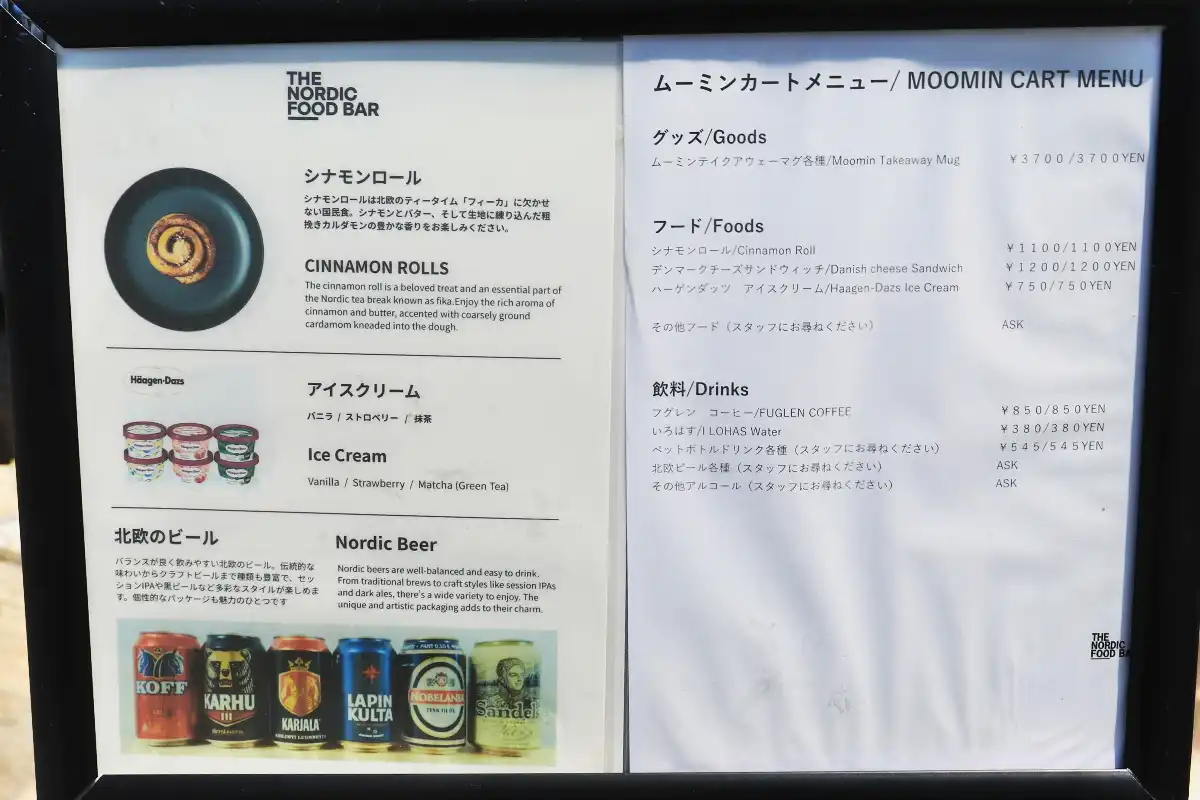 THE
NORDIC
FOOD BAR
シナモンロール
シナモンロールは北欧のティータイム「フィーカ」に欠かせ
ない国民食。シナモンとバター、そして生地に練り込んだ粗
挽きカルダモンの豊かな香りをお楽しみください。
CINNAMON ROLLS
The cinnamon roll is a beloved treat and an essential part of
the Nordic tea break known as fika.Enjoy the rich aroma of
cinnamon and butter, accented with coarsely ground
cardamom kneaded into the dough.
Häagen-Dazs
アイスクリーム
バニラ / ストロベリー / 抹茶
Ice Cream
Vanilla / Strawberry / Matcha (Green Tea)
北欧のビール
バランスが良く飲みやすい北欧のビール。伝統的な
味わいからクラフトビールまで種類も豊富で、セッ
ションIPAや黒ビールなど多彩なスタイルが楽しめま
す。個性的なパッケージも魅力のひとつです
Nordic Beer
Nordic beers are well-balanced and easy to drink.
From traditional brews to craft styles like session IPAs
and dark ales, there's a wide variety to enjoy. The
unique and artistic packaging adds to their charm.
KOFF
KARHU
III
KARJALA
LAPIN
KULTA
NOBELANER
Sandels
ムーミンカートメニュー/ MOOMIN CART MENU
グッズ/Goods
ムーミンテイクアウェーマグ各種/Moomin Takeaway Mug ￥3700/3700YEN
フード/Foods
シナモンロール/Cinnamon Roll ￥1100/1100YEN
デンマークチーズサンドウィッチ/Danish cheese Sandwich ￥1200/1200YEN
ハーゲンダッツ　アイスクリーム/Haagen-Dazs Ice Cream ￥750/750YEN
その他フード（スタッフにお尋ねください） ASK
飲料/Drinks
フグレン　コーヒー/FUGLEN COFFEE ￥850/850YEN
いろはす/I LOHAS Water ￥380/380YEN
ペットボトルドリンク各種（スタッフにお尋ねください） ￥545/545YEN
北欧ビール各種（スタッフにお尋ねください） ASK
その他アルコール（スタッフにお尋ねください） ASK
THE
NORDIC
FOOD BA